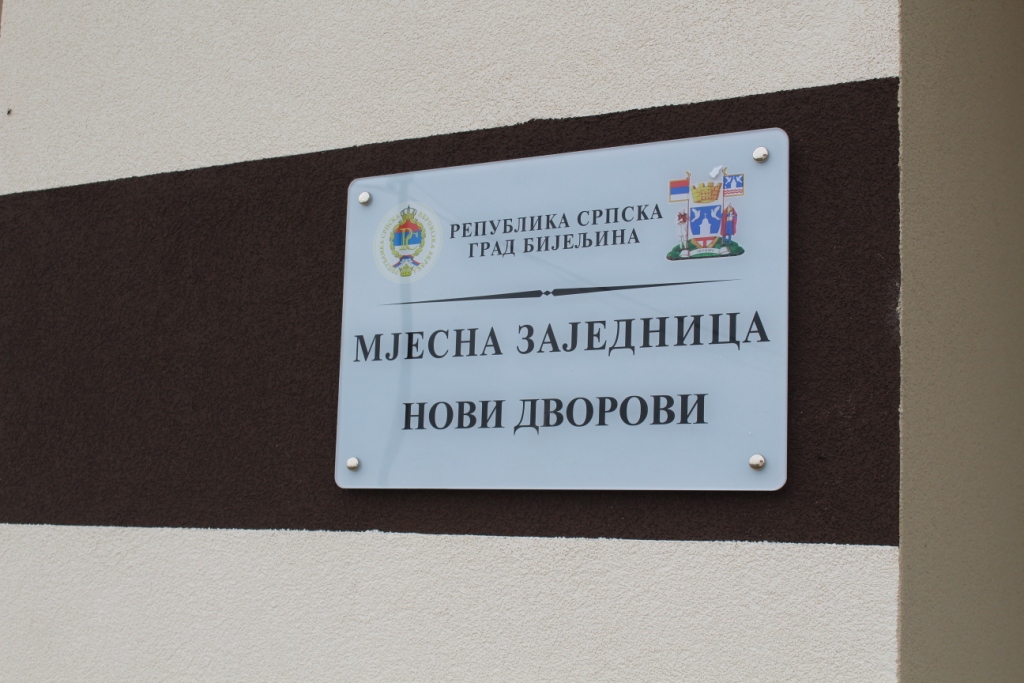 РЕПУБЛИКА СРПСКА
ГРАД БИЈЕЉИНА
МЈЕСНА ЗАЈЕДНИЦА
НОВИ ДВОРОВИ